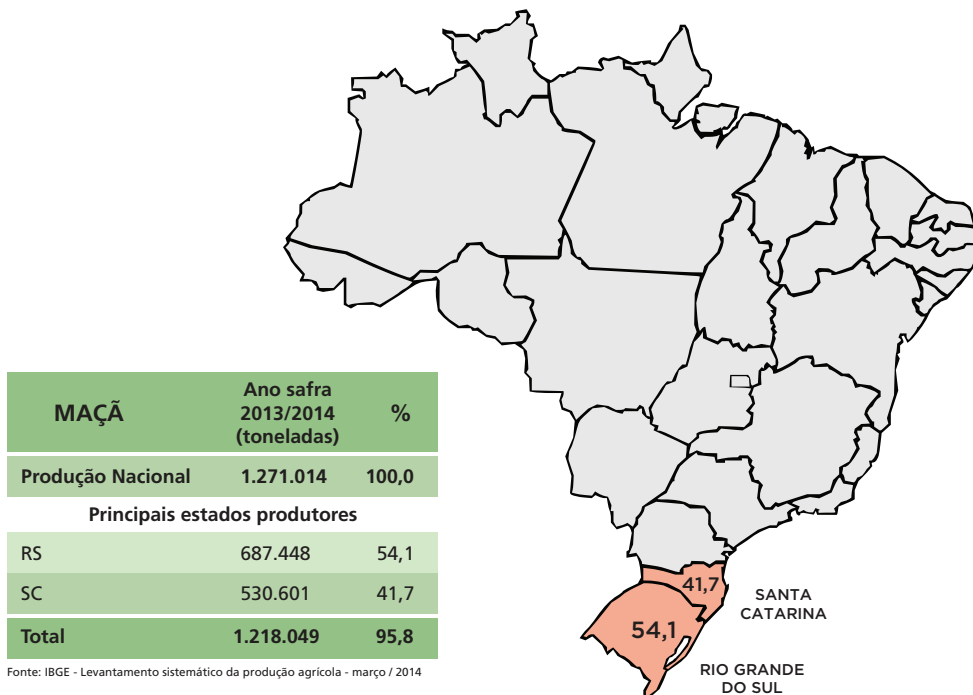 MAÇÃ
Ano safra
2013/2014
(toneladas)
%
Produção Nacional 1.271.014 100,0
Principais estados produtores
RS 687.448 54,1
SC 530.601 41,7
Total 1.218.049 95,8
Fonte: IBGE - Levantamento sistemático da produção agrícola - março / 2014
41,7
SANTA
CATARINA
54,1
RIO GRANDE
DO SUL